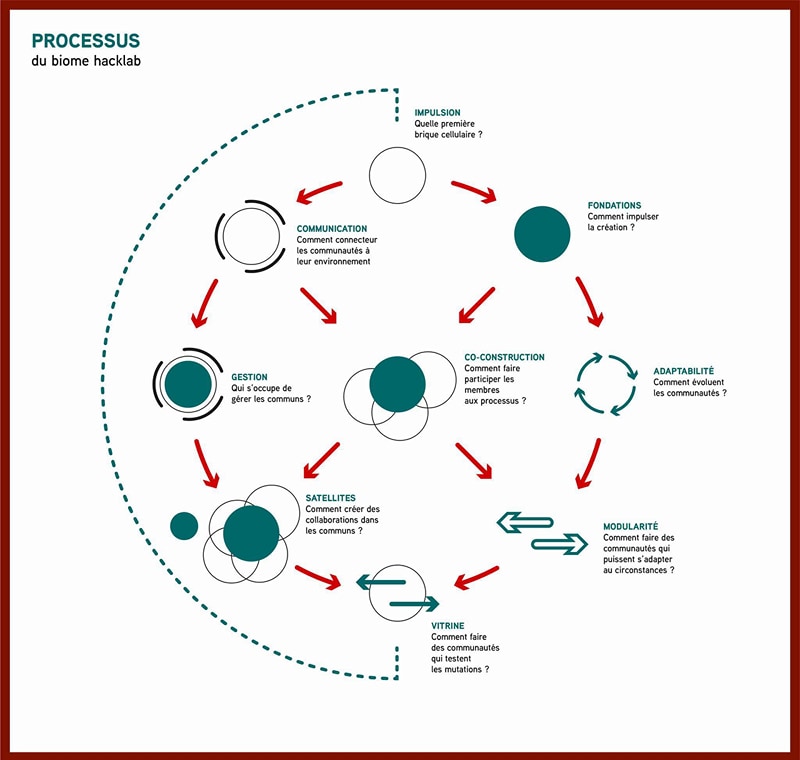 PROCESSUS
du biome hacklab
IMPULSION
Quelle première
brique cellulaire ?
FONDATIONS
Comment impulser
la création ?
COMMUNICATION
Comment connecteur
les communautés à
leur environnement
GESTION
Qui s'occupe de
gérer les communs ?
CO-CONSTRUCTION
Comment faire
participer les
membres
aux processus ?
ADAPTABILITÉ
Comment évoluent
les communautés ?
SATELLITES
Comment créer des
collaborations dans
les communs ?
MODULARITÉ
Comment faire des
communautés qui
puissent s'adapter
au circonstances ?
VITRINE
Comment faire
des communautés
qui testent
les mutations ?